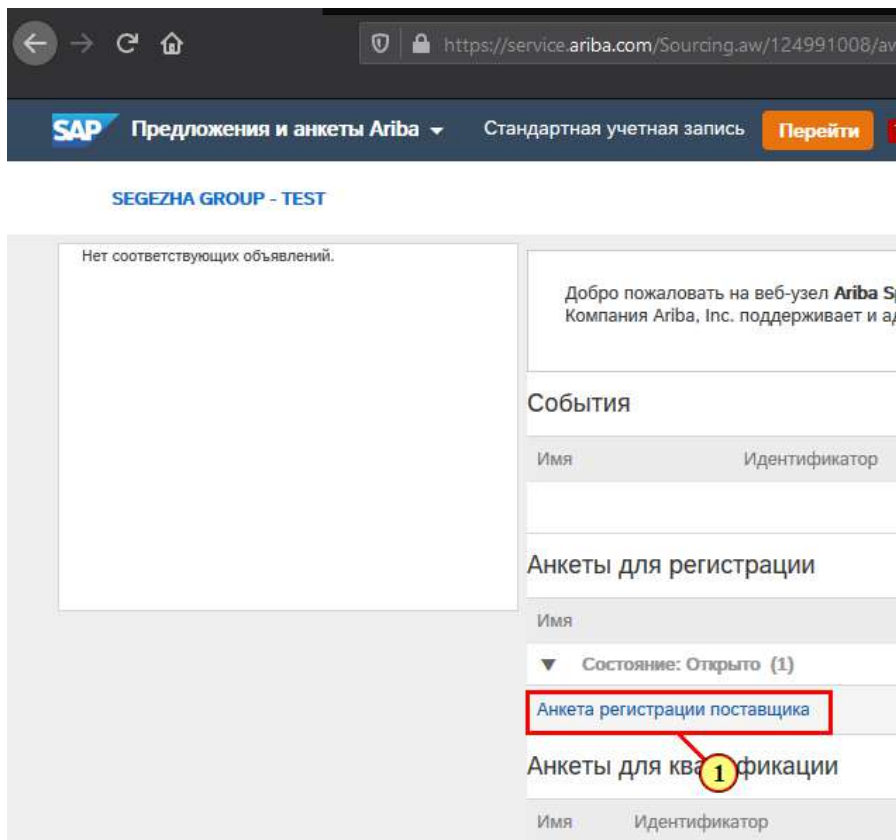 https://service.ariba.com/Sourcing.aw/124991008/aw
SAP Предложения и анкеты Ariba Стандартная учетная запись Перейти
SEGEZHA GROUP - TEST
Нет соответствующих объявлений.
Добро пожаловать на веб-узел Ariba
Компания Ariba, Inc. поддерживает и
События
Имя Идентификатор
Анкеты для регистрации
Имя
Состояние: Открыто (1)
Анкета регистрации поставщика
1
Анкеты для
Имя Идентификатор